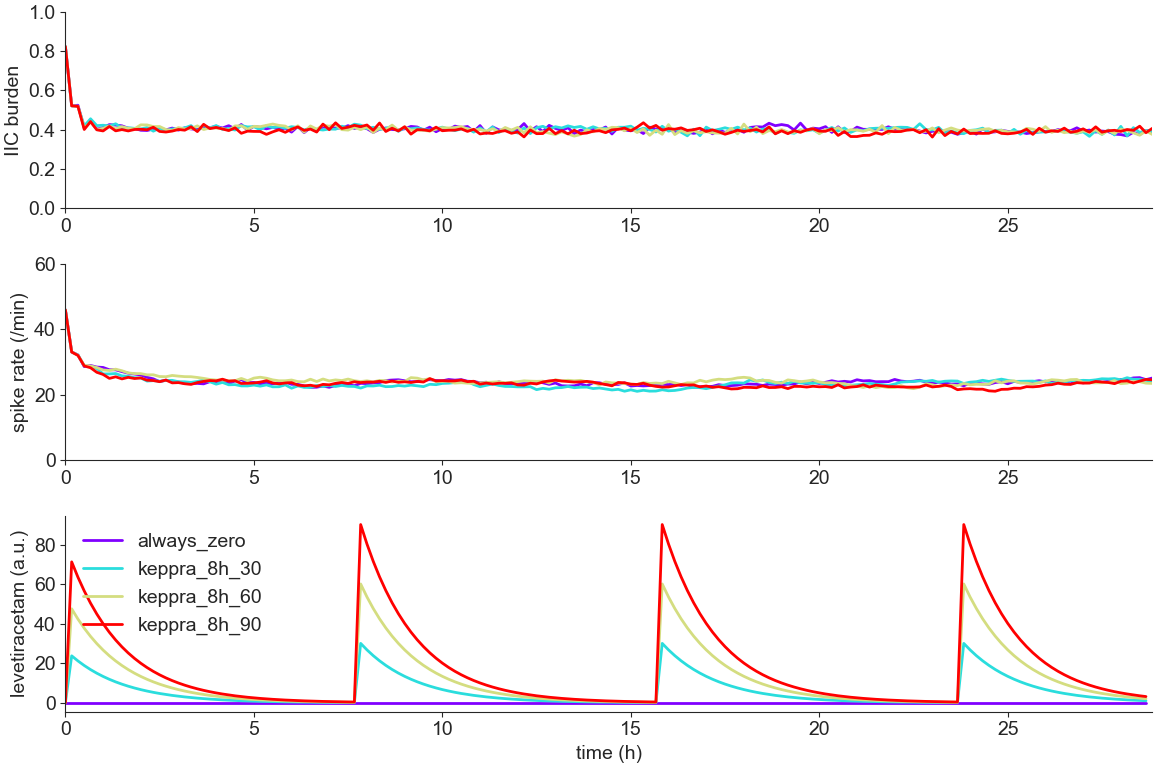 1.0
0.8
0.6
0.4
0.2
0.0
IIC burden
0 5 10 15 20 25
60
40
20
0
spike rate (/min)
0 5 10 15 20 25
80
60
40
20
0
levetiracetam (a.u.)
always_zero
keppra_8h_30
keppra_8h_60
keppra_8h_90
0 5 10 15 20 25
time (h)